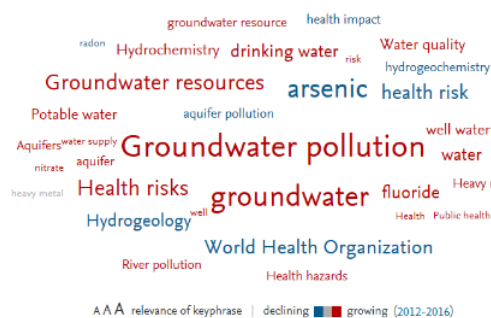 groundwater resource health impact
radon Hydrochemistry drinking water risk Water quality
hydrogeochemistry
Groundwater resources arsenic health risk
Potable water aquifer pollution
well water
Aquifers water supply Groundwater pollution
nitrate aquifer water
heavy metal Health risks groundwater fluoride Heavy
Hydrogeology well Health Public health
World Health Organization
River pollution
Health hazards
A A A relevance of keyphrase | declining growing (2012-2016)